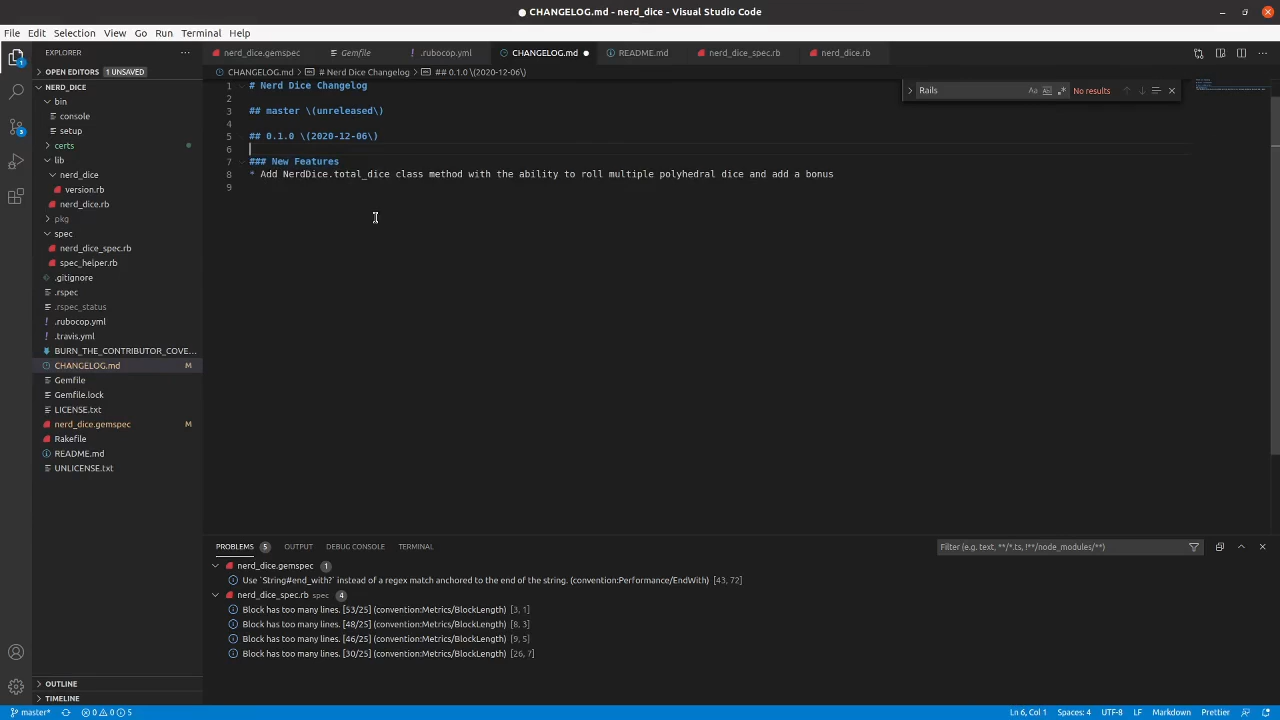 ● CHANGELOG.md - nerd_dice - Visual Studio Code
File Edit Selection View Go Run Terminal Help
EXPLORER
nerd_dice.gemspec Gemfile .rubocop.yml CHANGELOG.md README.md nerd_dice_spec.rb nerd_dice.rb
OPEN EDITORS 1 UNSAVED
CHANGELOG.md > # Nerd Dice Changelog > ## 0.1.0 \(2020-12-06\)
NERD_DICE
bin
console
setup
certs
lib
nerd_dice
version.rb
nerd_dice.rb
pkg
spec
nerd_dice_spec.rb
spec_helper.rb
.gitignore
.rspec
.rspec_status
.rubocop.yml
.travis.yml
BURN_THE_CONTRIBUTOR_COVE...
CHANGELOG.md M
Gemfile
Gemfile.lock
LICENSE.txt
nerd_dice.gemspec M
Rakefile
README.md
UNLICENSE.txt
OUTLINE
TIMELINE
1 # Nerd Dice Changelog
2
3 ## master \(unreleased\)
4
5 ## 0.1.0 \(2020-12-06\)
6
7 ### New Features
8 * Add NerdDice.total_dice class method with the ability to roll multiple polyhedral dice and add a bonus
9
Rails Aa Ab .* No results
PROBLEMS 5 OUTPUT DEBUG CONSOLE TERMINAL
Filter (e.g. text, **/*.ts, !**/node_modules/**)
nerd_dice.gemspec 1
Use `String#end_with?` instead of a regex match anchored to the end of the string. (convention:Performance/EndWith) [43, 72]
nerd_dice_spec.rb spec 4
Block has too many lines. [53/25] (convention:Metrics/BlockLength) [3, 1]
Block has too many lines. [48/25] (convention:Metrics/BlockLength) [8, 3]
Block has too many lines. [46/25] (convention:Metrics/BlockLength) [9, 5]
Block has too many lines. [30/25] (convention:Metrics/BlockLength) [26, 7]
1
3
master* 0 0 5 Ln 6, Col 1 Spaces: 4 UTF-8 LF Markdown Prettier